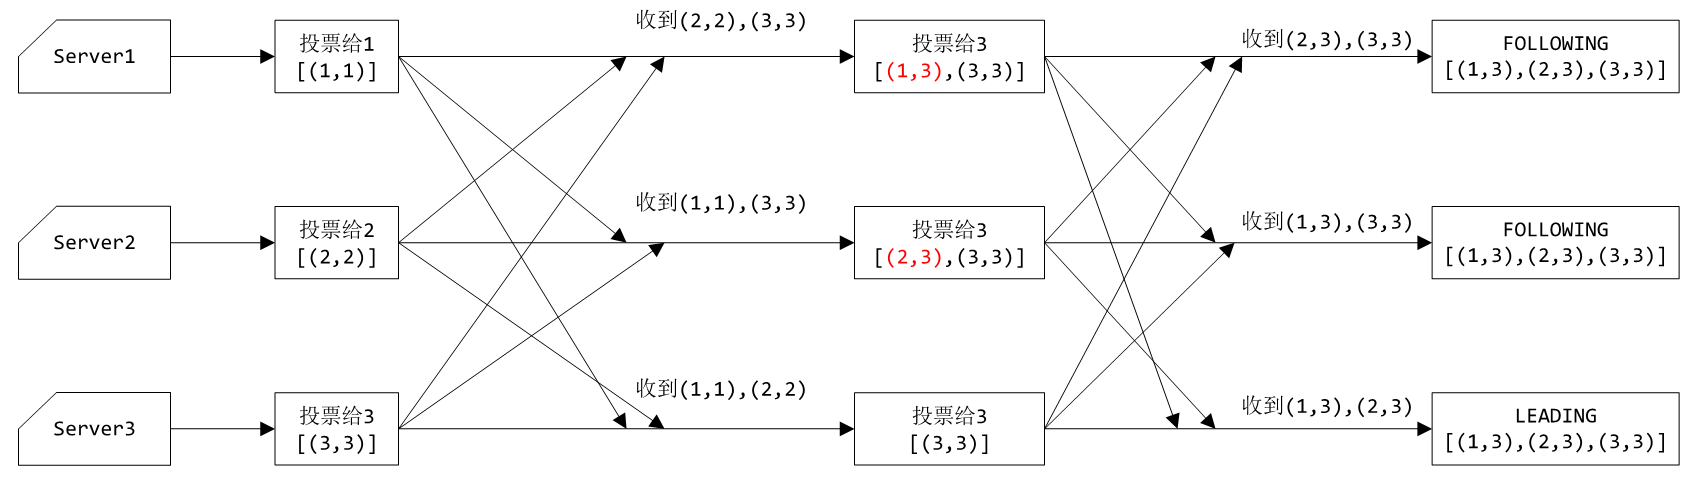 收到(2,2),(3,3)
Server1
投票给1
[(1,1)]
投票给3
[(1,3),(3,3)]
收到(2,3),(3,3)
FOLLOWING
[(1,3),(2,3),(3,3)]
收到(1,1),(3,3)
Server2
投票给2
[(2,2)]
投票给3
[(2,3),(3,3)]
收到(1,3),(3,3)
FOLLOWING
[(1,3),(2,3),(3,3)]
收到(1,1),(2,2)
Server3
投票给3
[(3,3)]
投票给3
[(3,3)]
收到(1,3),(2,3)
LEADING
[(1,3),(2,3),(3,3)]